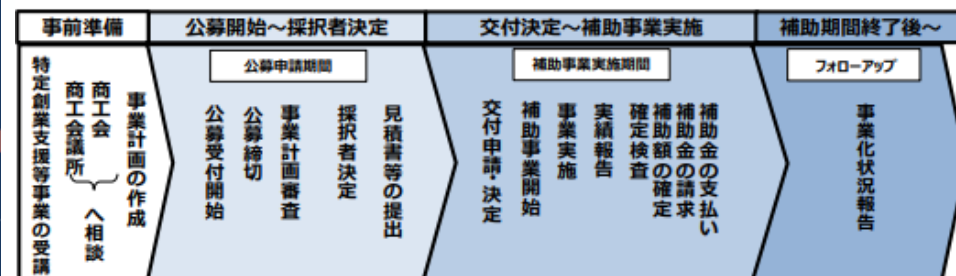 事前準備
公募開始～採択者決定
交付決定～補助事業実施
補助期間終了後～
特定創業支援等事業の受講
商工会議所
商工会
へ相談
事業計画の作成
公募申請期間
公募受付開始
公募締切
事業計画審査
採択者決定
見積書等の提出
補助事業実施期間
交付申請・決定
補助事業開始
事業実施
実績報告
確定検査
補助額の確定
補助金の請求
補助金の支払い
フォローアップ
事業化状況報告